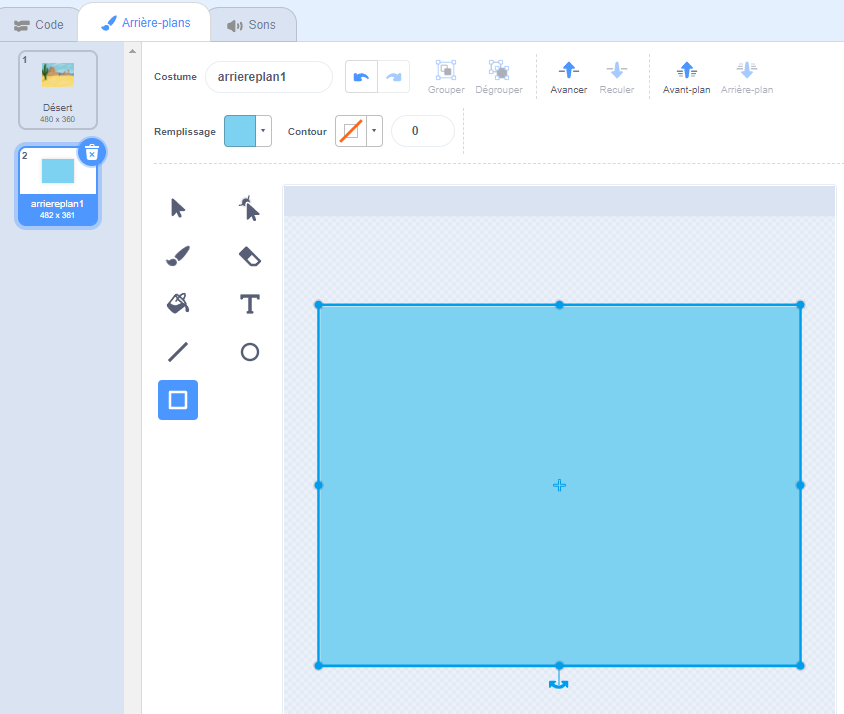 Code
Arrière-plans
Sons
1
Désert
480 x 360
2
arriereplan1
482 x 361
Costume
arriereplan1
Grouper
Dégrouper
Avancer
Reculer
Avant-plan
Arrière-plan
Remplissage
Contour
0